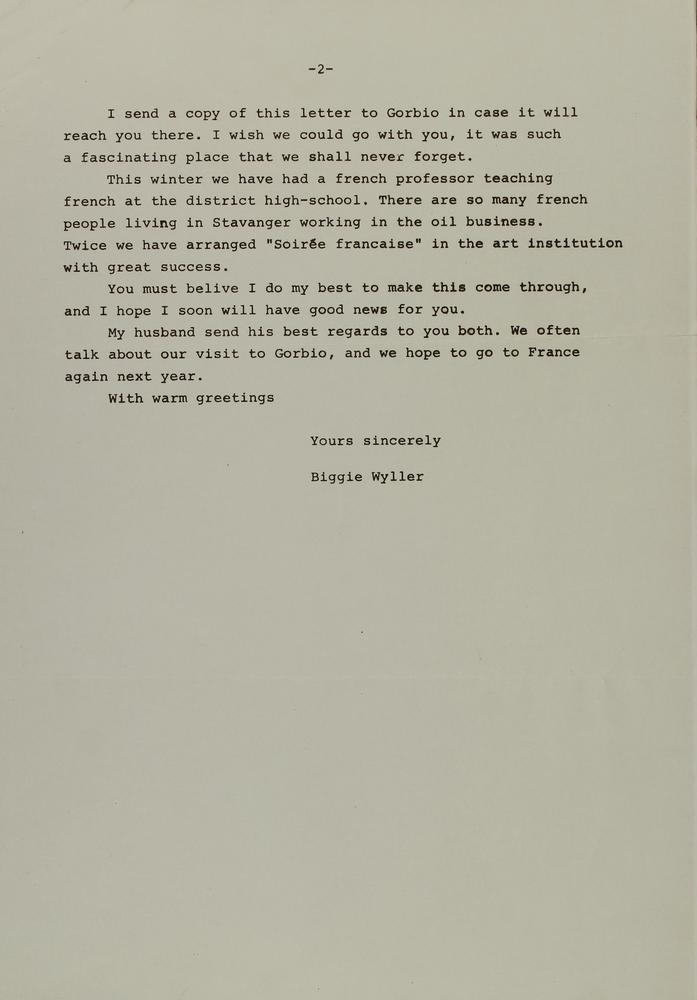 -2-
I send a copy of this letter to Gorbio in case it will
reach you there. I wish we could go with you, it was such
a fascinating place that we shall never forget.
This winter we have had a french professor teaching
french at the district high-school. There are so many french
people living in Stavanger working in the oil business.
Twice we have arranged "Soirée francaise" in the art institution
with great success.
You must belive I do my best to make this come through,
and I hope I soon will have good news for you.
My husband send his best regards to you both. We often
talk about our visit to Gorbio, and we hope to go to France
again next year.
With warm greetings
Yours sincerely
Biggie Wyller